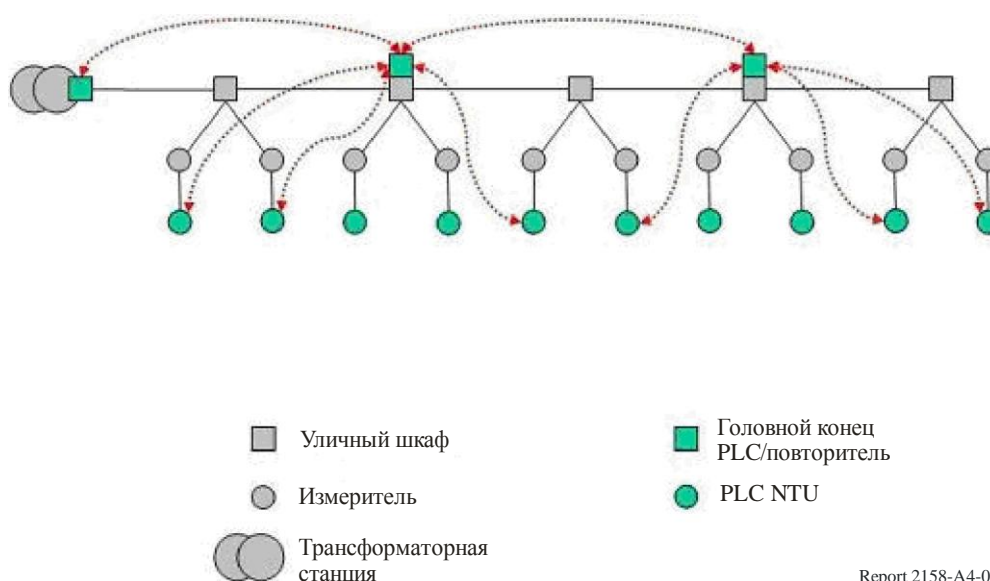 Уличный шкаф
Головной конец
PLC/повторитель
Измеритель
PLC NTU
Трансформаторная
станция
Report 2158-A4-0